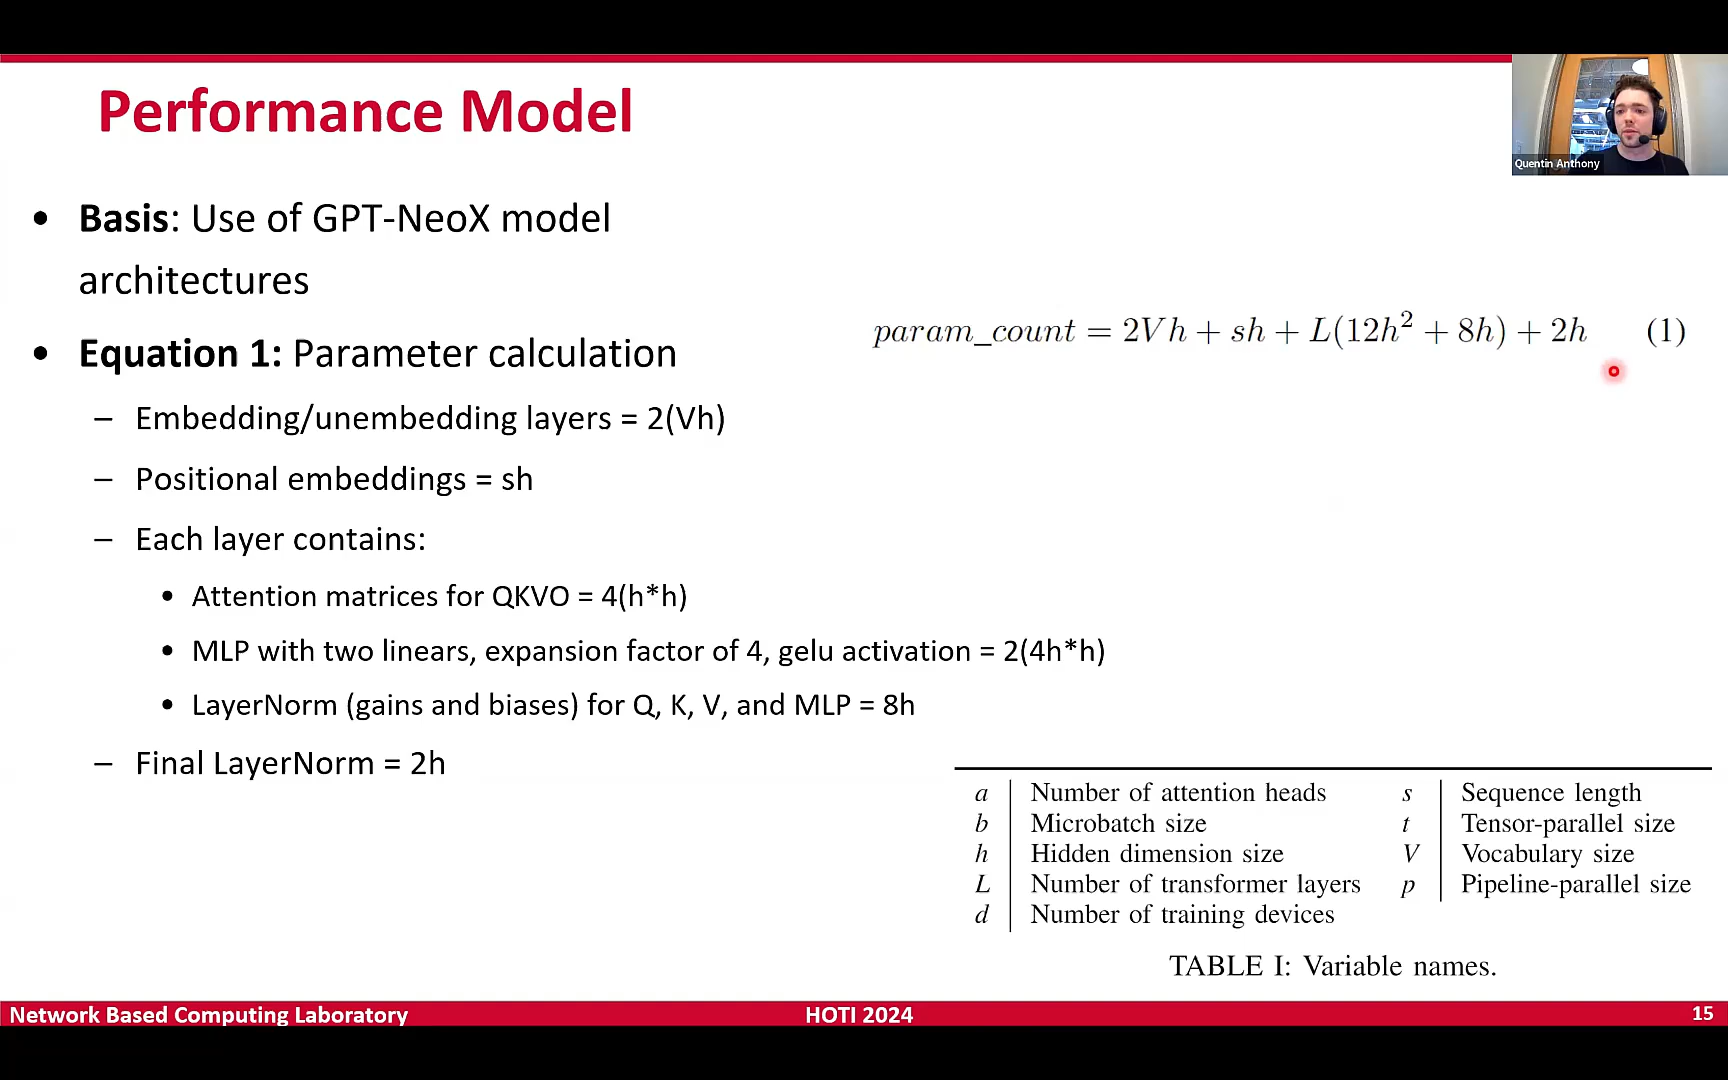 Performance Model
Quentin Anthony
• Basis: Use of GPT-NeoX model
architectures
• Equation 1: Parameter calculation
– Embedding/unembedding layers = 2(Vh)
– Positional embeddings = sh
– Each layer contains:
• Attention matrices for QKVO = 4(h*h)
• MLP with two linears, expansion factor of 4, gelu activation = 2(4h*h)
• LayerNorm (gains and biases) for Q, K, V, and MLP = 8h
– Final LayerNorm = 2h
param_count = 2Vh + sh + L(12h² + 8h) + 2h (1)
a Number of attention heads s Sequence length
b Microbatch size t Tensor-parallel size
h Hidden dimension size V Vocabulary size
L Number of transformer layers p Pipeline-parallel size
d Number of training devices
TABLE I: Variable names.
Network Based Computing Laboratory HOTI 2024 15